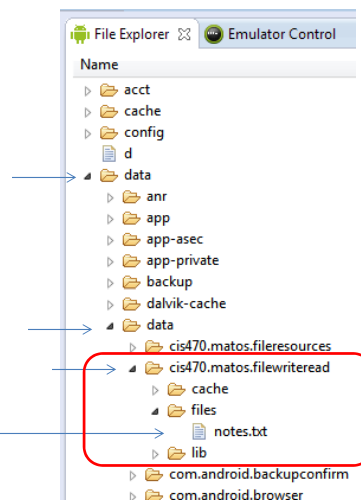 File Explorer Emulator Control
Name
acct
cache
config
d
data
anr
app
app-asec
app-private
backup
dalvik-cache
data
cis470.matos.fileresources
cis470.matos.filewriteread
cache
files
notes.txt
lib
com.android.backupconfirm
com.android.browser